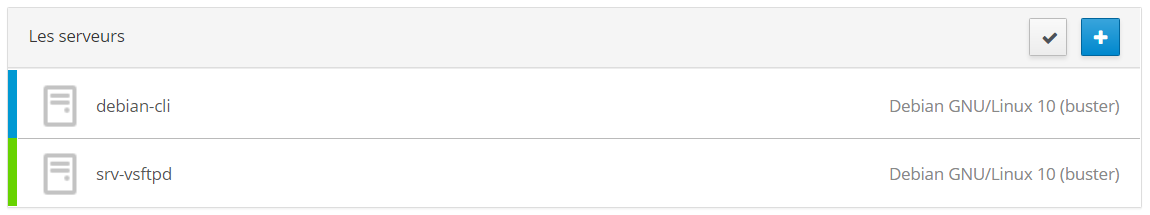 Les serveurs
debian-cli Debian GNU/Linux 10 (buster)
srv-vsftpd Debian GNU/Linux 10 (buster)